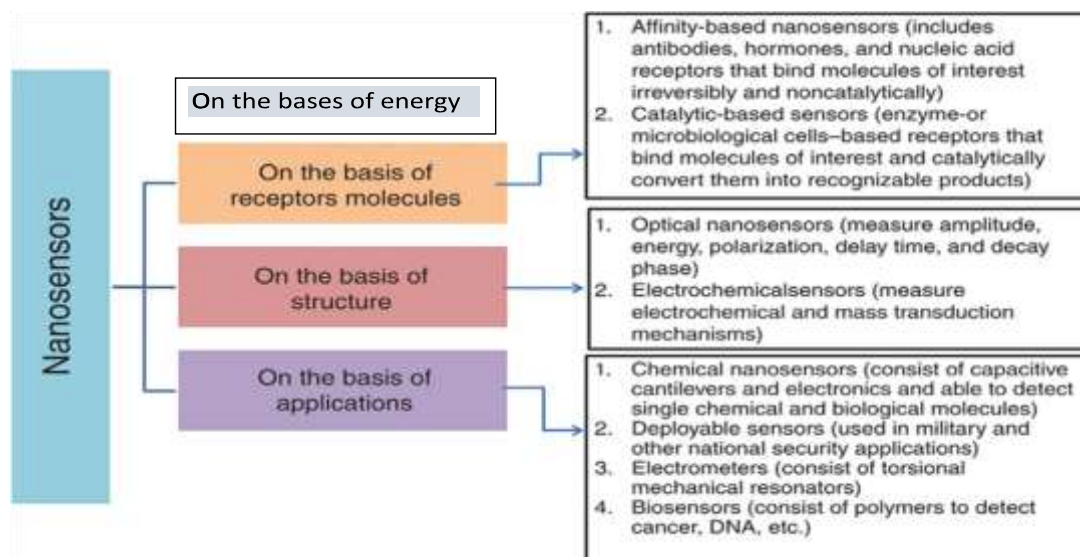 Nanosensors
On the bases of energy
On the basis of
receptors molecules
1. Affinity-based nanosensors (includes
antibodies, hormones, and nucleic acid
receptors that bind molecules of interest
irreversibly and noncatalytically)
2. Catalytic-based sensors (enzyme-or
microbiological cells–based receptors that
bind molecules of interest and catalytically
convert them into recognizable products)
On the basis of
structure
1. Optical nanosensors (measure amplitude,
energy, polarization, delay time, and decay
phase)
2. Electrochemicalsensors (measure
electrochemical and mass transduction
mechanisms)
On the basis of
applications
1. Chemical nanosensors (consist of capacitive
cantilevers and electronics and able to detect
single chemical and biological molecules)
2. Deployable sensors (used in military and
other national security applications)
3. Electrometers (consist of torsional
mechanical resonators)
4. Biosensors (consist of polymers to detect
cancer, DNA, etc.)